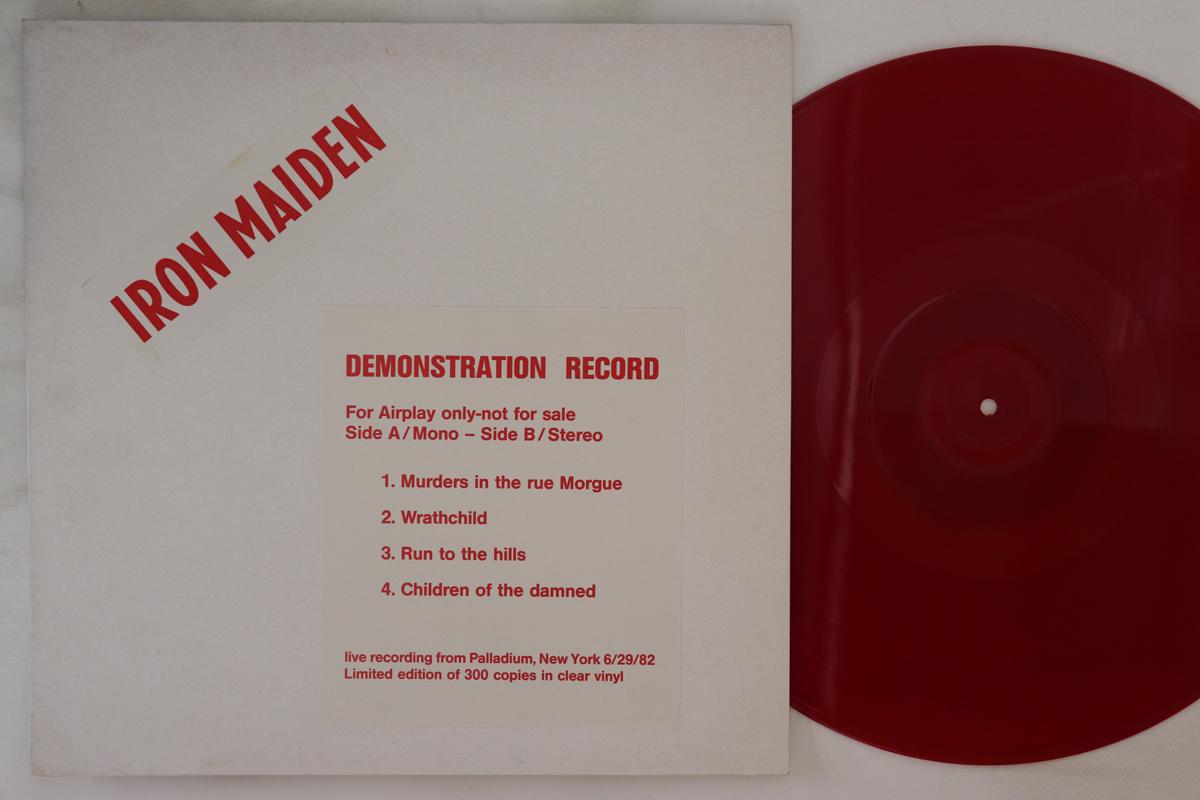 IRON MAIDEN
DEMONSTRATION RECORD
For Airplay only-not for sale
Side A/Mono – Side B/Stereo
1. Murders in the rue Morgue
2. Wrathchild
3. Run to the hills
4. Children of the damned
live recording from Palladium, New York 6/29/82
Limited edition of 300 copies in clear vinyl